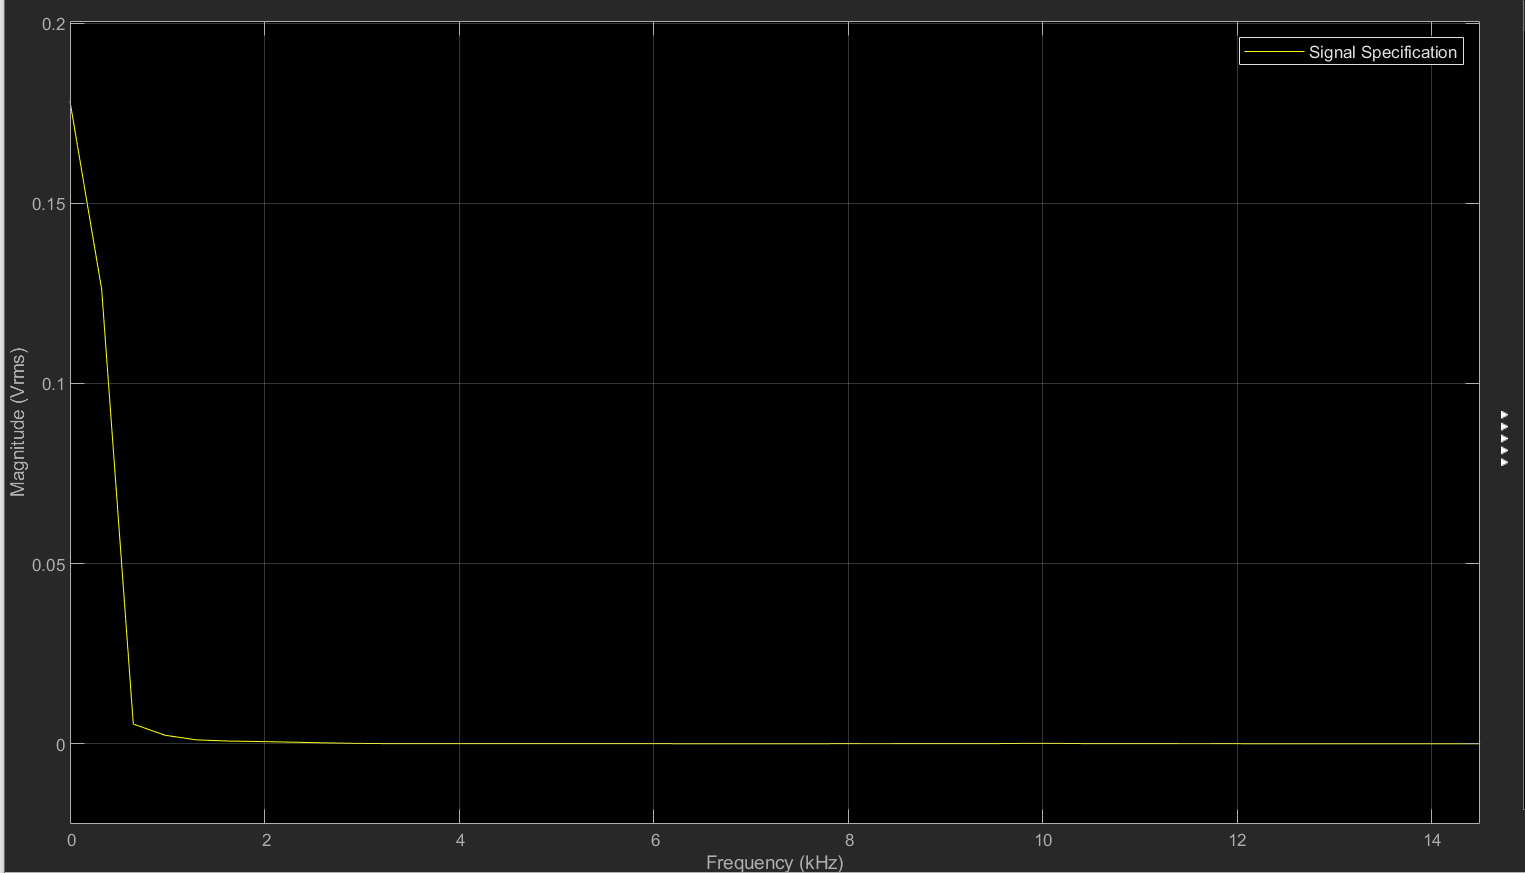 Signal Specification
0.2
0.15
0.1
0.05
0
Magnitude (Vrms)
0 2 4 6 8 10 12 14
Frequency (kHz)